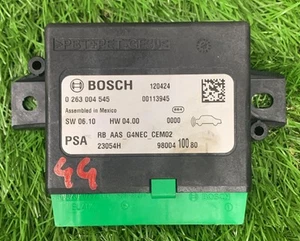 BOSCH 120424
0 263 004 545 00113945
Assembled in Mexico
SW 06.10 HW 04.00 0000
PSA RB AAS G4NEC CEM02
23054H 98004 100 80
44